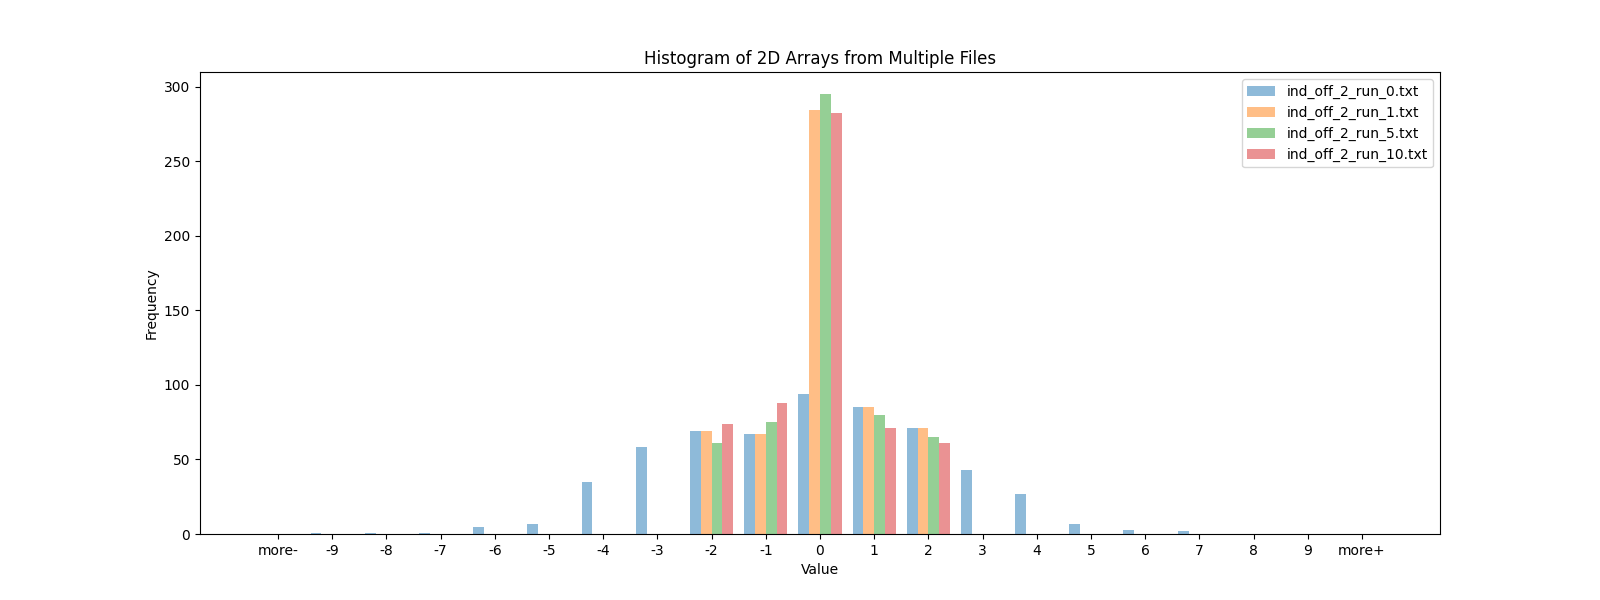 Histogram of 2D Arrays from Multiple Files
300
250
200
150
100
50
0
Frequency
more- -9 -8 -7 -6 -5 -4 -3 -2 -1 0 1 2 3 4 5 6 7 8 9 more+
Value
ind_off_2_run_0.txt
ind_off_2_run_1.txt
ind_off_2_run_5.txt
ind_off_2_run_10.txt